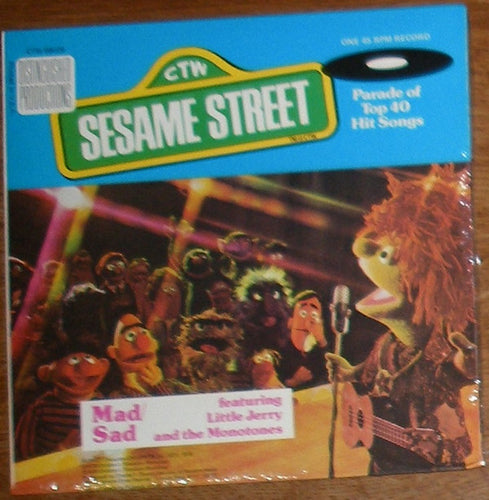 ONE 45 RPM RECORD
CTW
SESAME STREET
Parade of
Top 40
Hit Songs
Mad/
Sad
featuring
Little Jerry
and the Monotones